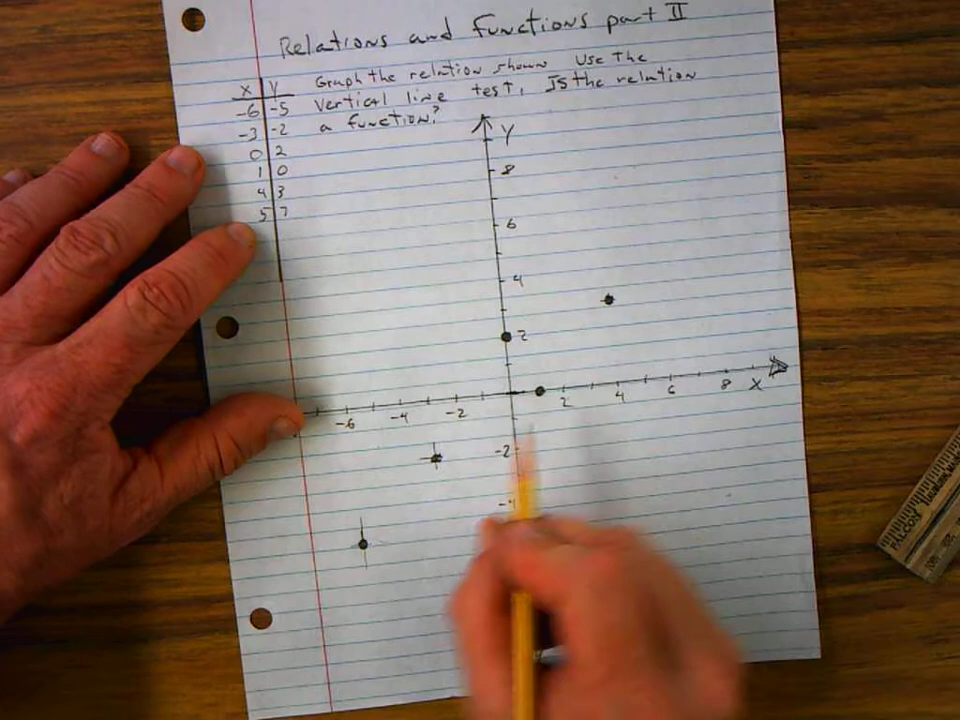 Relations and functions part II
Graph the relation shown Use the
X Y vertical line test, Is the relation
-6 -5 a function?
-3 -2
0 2
1 0
4 3
5 7
Y
8
6
4
2
-6 -4 -2 2 4 6 8 X
-2
-4
FALCON